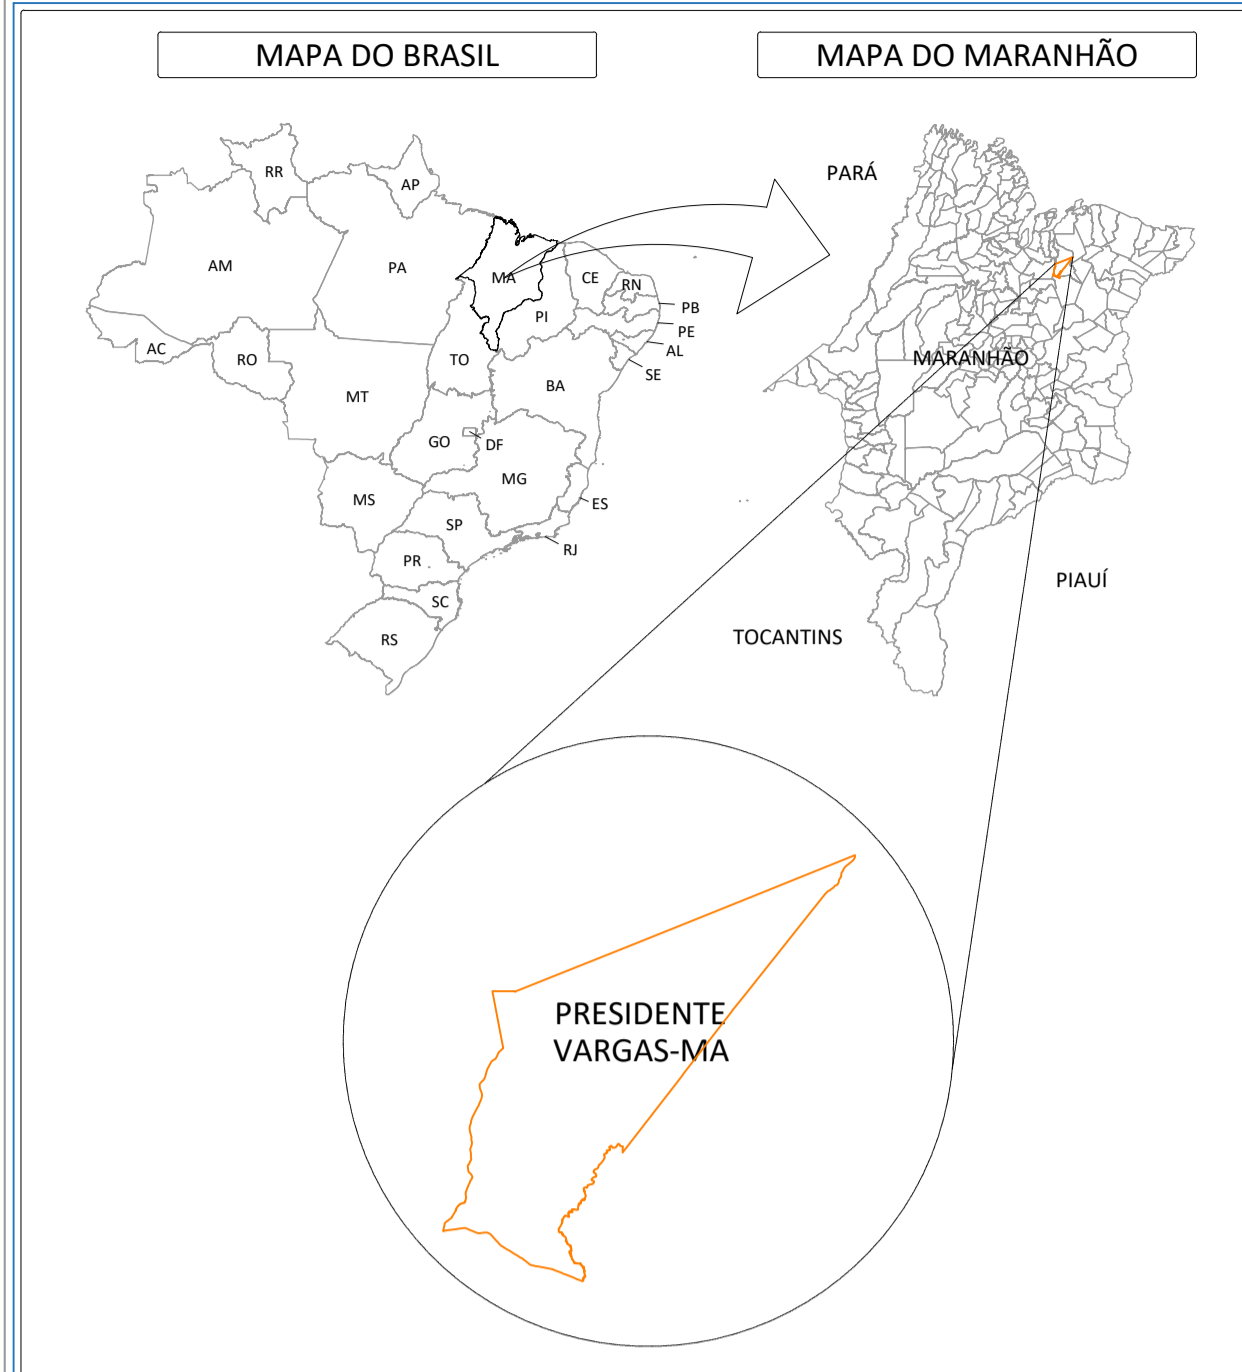 MAPA DO BRASIL
MAPA DO MARANHÃO
RR
AP
AM
PA
MA
CE
RN
PB
PI
PE
AL
AC
RO
TO
SE
MT
BA
GO
DF
MG
MS
ES
SP
RJ
PR
SC
RS
PARÁ
MARANHÃO
PIAUÍ
TOCANTINS
PRESIDENTE
VARGAS-MA